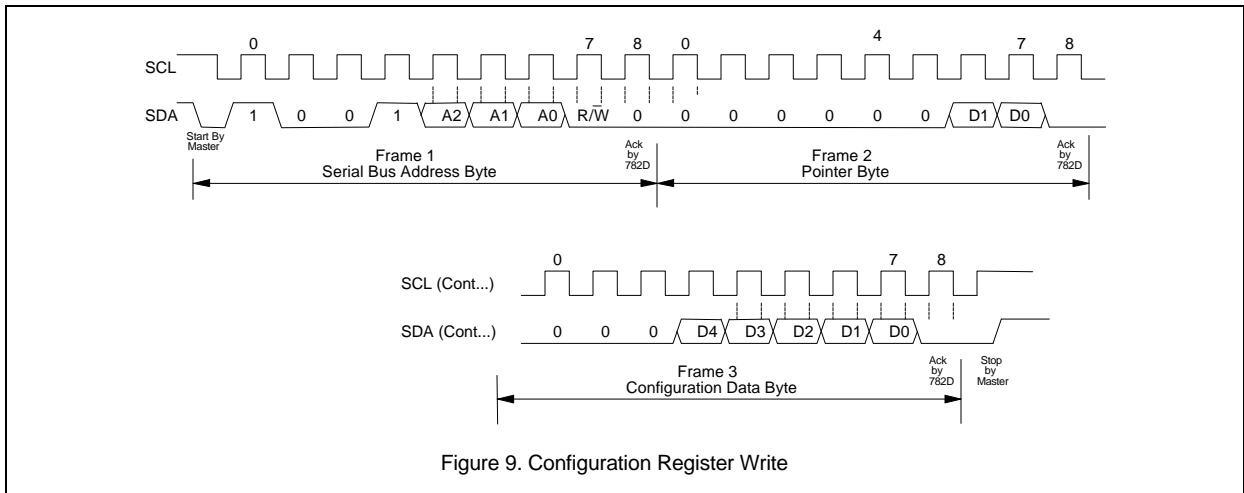 0 7 8 0 4 7 8
SCL
SDA 1 0 0 1 A2 A1 A0 R/W̅ 0 0 0 0 0 0 0 D1 D0
Start By
Master
Ack
by
782D
Ack
by
782D
Frame 1
Serial Bus Address Byte
Frame 2
Pointer Byte
0 7 8
SCL (Cont...)
SDA (Cont...) 0 0 0 D4 D3 D2 D1 D0
Ack
by
782D
Stop
by
Master
Frame 3
Configuration Data Byte
Figure 9. Configuration Register Write